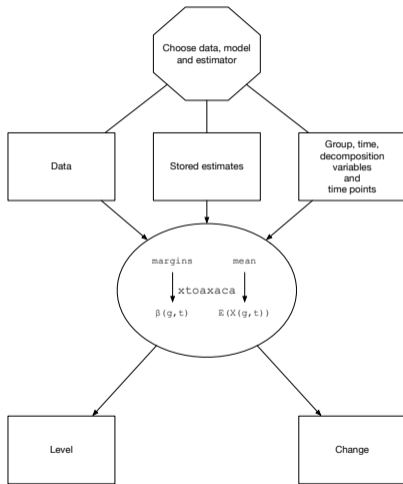 Choose data, model
and estimator
Data
Stored estimates
Group, time,
decomposition
variables
and
time points
margins
mean
xtoaxaca
β(g,t)
E(X(g,t))
Level
Change